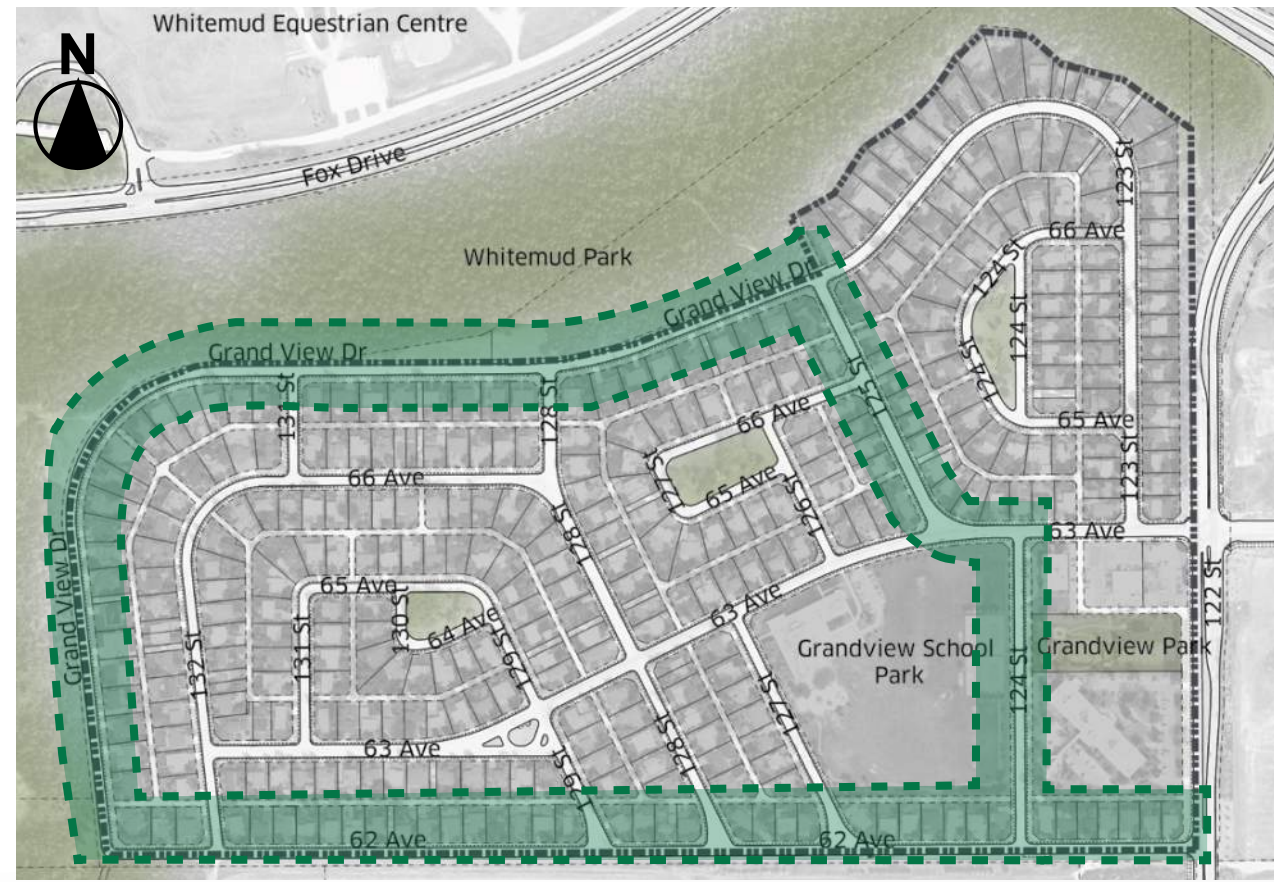 Whitemud Equestrian Centre
N
Fox Drive
123 St
66 Ave
124 St
Whitemud Park
Grand View Dr
124 St
Grand View Dr
131 St
128 St
125 St
124 St
66 Ave
65 Ave
123 St
66 Ave
127 St
65 Ave
126 St
128 St
63 Ave
65 Ave
130 St
63 Ave
122 St
Grand View Dr
64 Ave
132 St
131 St
129 St
Grandview School
Park
Grandview Park
124 St
127 St
128 St
63 Ave
129 St
62 Ave
62 Ave